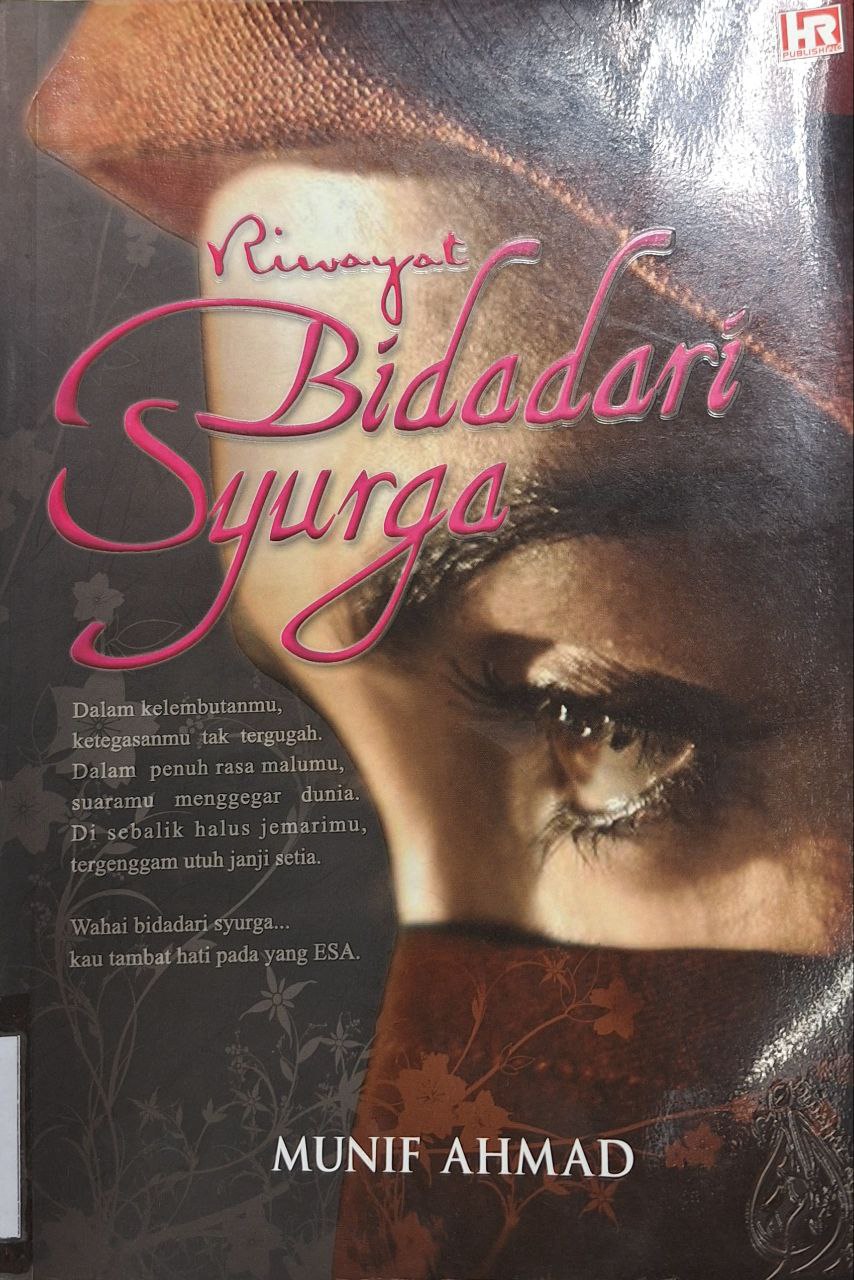 HR
PUBLISHING
Riwayat
Bidadari
Syurga
Dalam kelembutanmu,
ketegasanmu tak tergugah.
Dalam penuh rasa malumu,
suaramu menggegar dunia.
Di sebalik halus jemarimu,
tergenggam utuh janji setia.
Wahai bidadari syurga...
kau tambat hati pada yang ESA.
MUNIF AHMAD